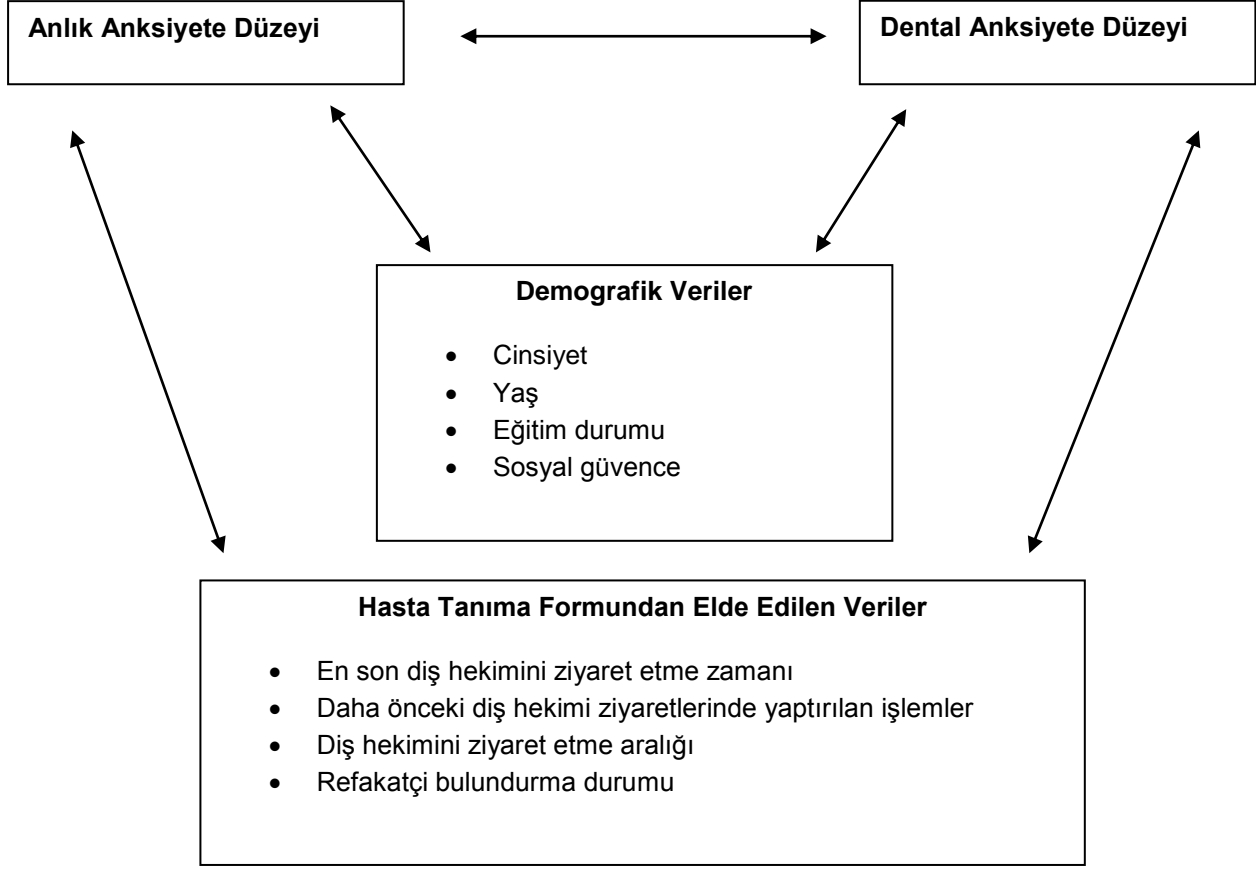 Anlık Anksiyete Düzeyi
Dental Anksiyete Düzeyi
Demografik Veriler
• Cinsiyet
• Yaş
• Eğitim durumu
• Sosyal güvence
Hasta Tanıma Formundan Elde Edilen Veriler
• En son diş hekimini ziyaret etme zamanı
• Daha önceki diş hekimi ziyaretlerinde yaptırılan işlemler
• Diş hekimini ziyaret etme aralığı
• Refakatçi bulundurma durumu